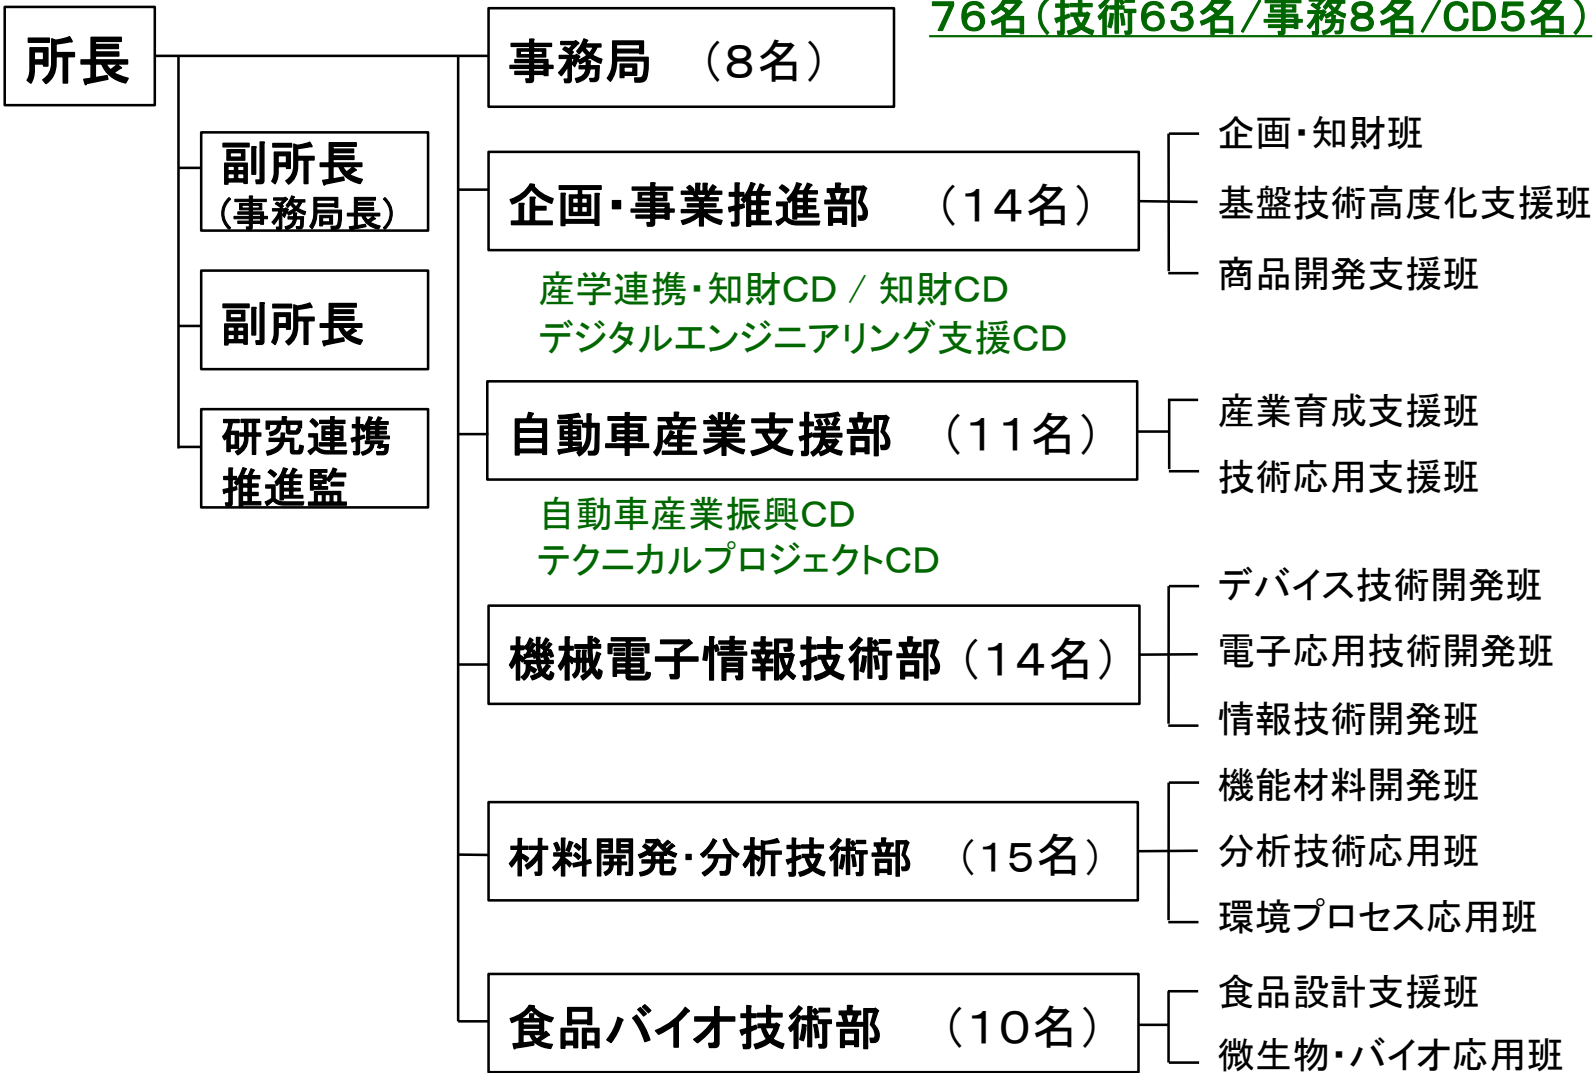 76名(技術63名/事務8名/CD5名)
所長
事務局 (8名)
副所長
(事務局長)
副所長
研究連携
推進監
企画・事業推進部 (14名)
企画・知財班
基盤技術高度化支援班
商品開発支援班
産学連携・知財CD / 知財CD
デジタルエンジニアリング支援CD
自動車産業支援部 (11名)
産業育成支援班
技術応用支援班
自動車産業振興CD
テクニカルプロジェクトCD
機械電子情報技術部 (14名)
デバイス技術開発班
電子応用技術開発班
情報技術開発班
材料開発・分析技術部 (15名)
機能材料開発班
分析技術応用班
環境プロセス応用班
食品バイオ技術部 (10名)
食品設計支援班
微生物・バイオ応用班